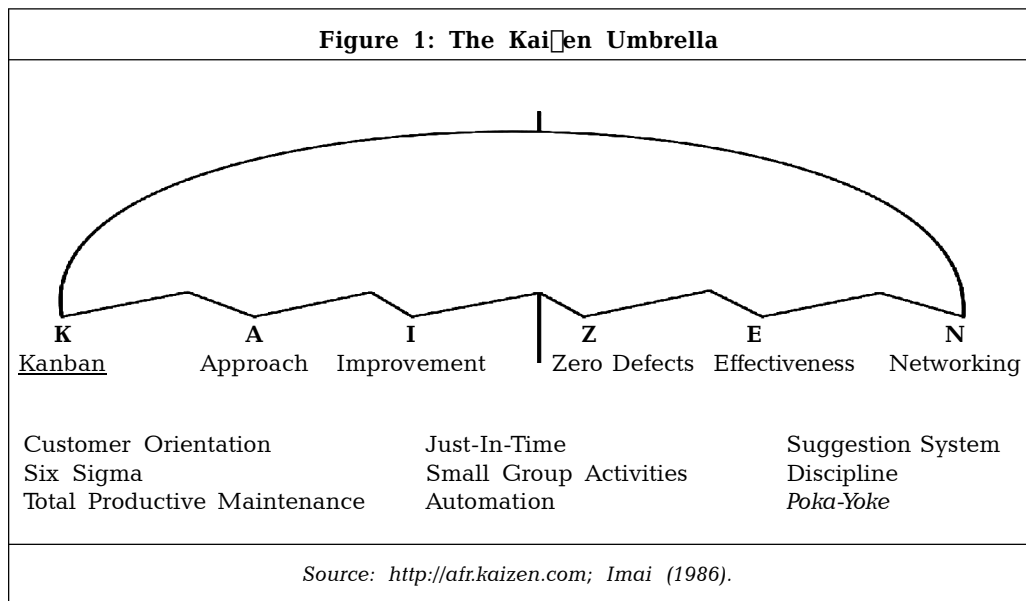 Figure 1: The Kai▯en Umbrella
K A I Z E N
Kanban Approach Improvement Zero Defects Effectiveness Networking
Customer Orientation Just-In-Time Suggestion System
Six Sigma Small Group Activities Discipline
Total Productive Maintenance Automation Poka-Yoke
Source: http://afr.kaizen.com; Imai (1986).